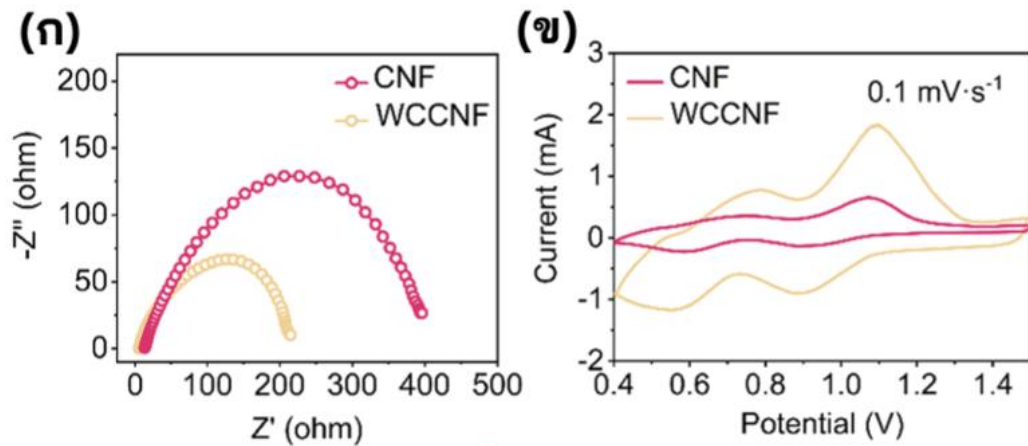 (ก)
200
150
100
50
0
-Z" (ohm)
CNF
WCCNF
0 100 200 300 400 500
Z' (ohm)
(ข)
3
2
1
0
-1
-2
Current (mA)
CNF
WCCNF
0.1 mV·s⁻¹
0.4 0.6 0.8 1.0 1.2 1.4
Potential (V)